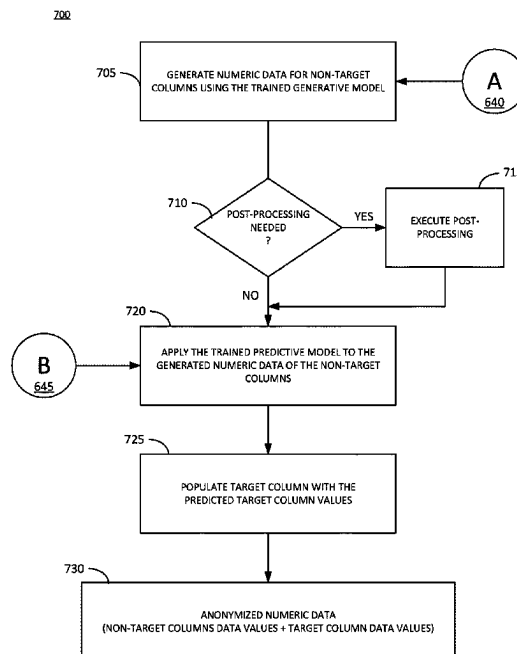 700
705
GENERATE NUMERIC DATA FOR NON-TARGET
COLUMNS USING THE TRAINED GENERATIVE MODEL
A
640
710
POST-PROCESSING
NEEDED
?
YES
EXECUTE POST-
PROCESSING
NO
720
APPLY THE TRAINED PREDICTIVE MODEL TO THE
GENERATED NUMERIC DATA OF THE NON-TARGET
COLUMNS
B
645
725
POPULATE TARGET COLUMN WITH THE
PREDICTED TARGET COLUMN VALUES
730
ANONYMIZED NUMERIC DATA
(NON-TARGET COLUMNS DATA VALUES + TARGET COLUMN DATA VALUES)